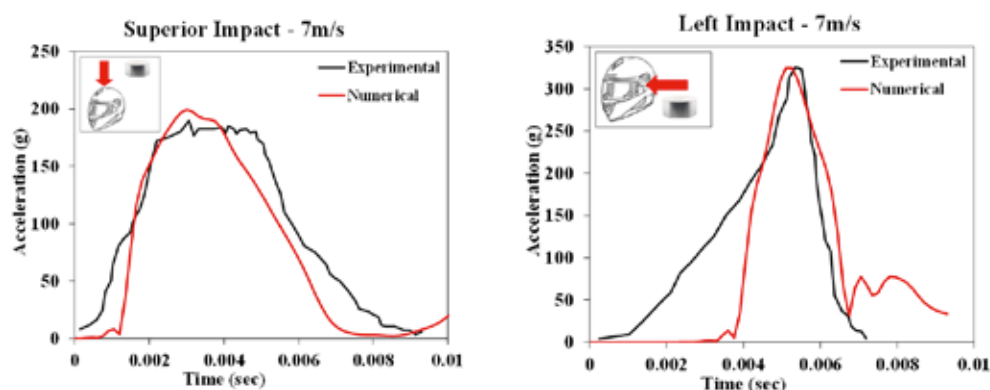 Superior Impact - 7m/s
250
200
150
100
50
0
Acceleration (g)
Experimental
Numerical
0
0.002
0.004
0.006
0.008
0.01
Time (sec)
Left Impact - 7m/s
350
300
250
200
150
100
50
0
Acceleration (g)
Experimental
Numerical
0
0.002
0.004
0.006
0.008
0.01
Time (sec)